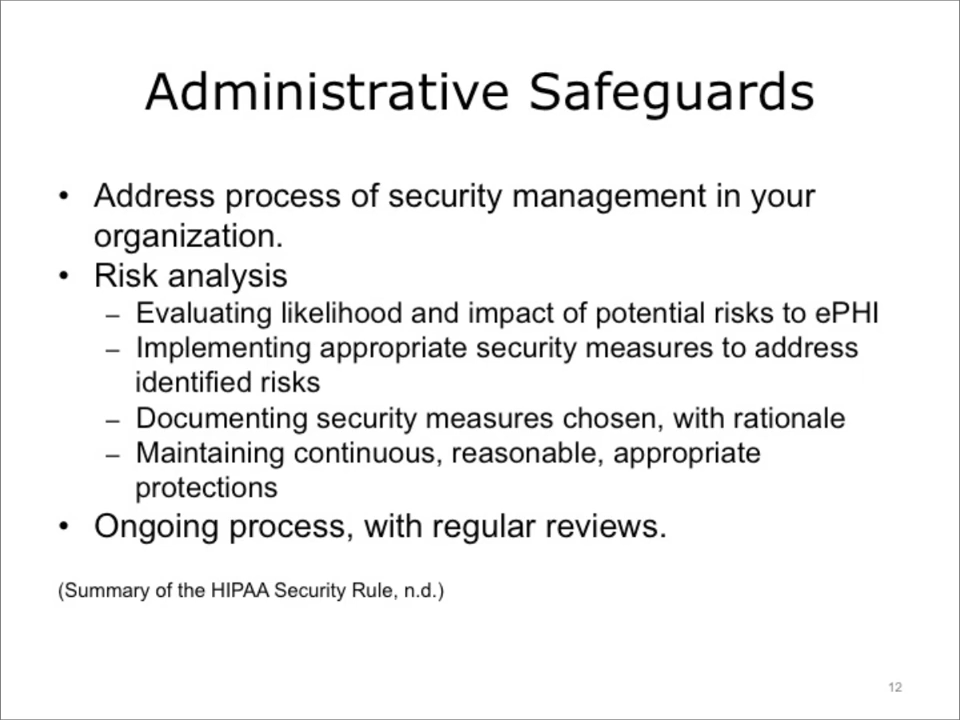 Administrative Safeguards
• Address process of security management in your
organization.
• Risk analysis
– Evaluating likelihood and impact of potential risks to ePHI
– Implementing appropriate security measures to address
identified risks
– Documenting security measures chosen, with rationale
– Maintaining continuous, reasonable, appropriate
protections
• Ongoing process, with regular reviews.
(Summary of the HIPAA Security Rule, n.d.)
12